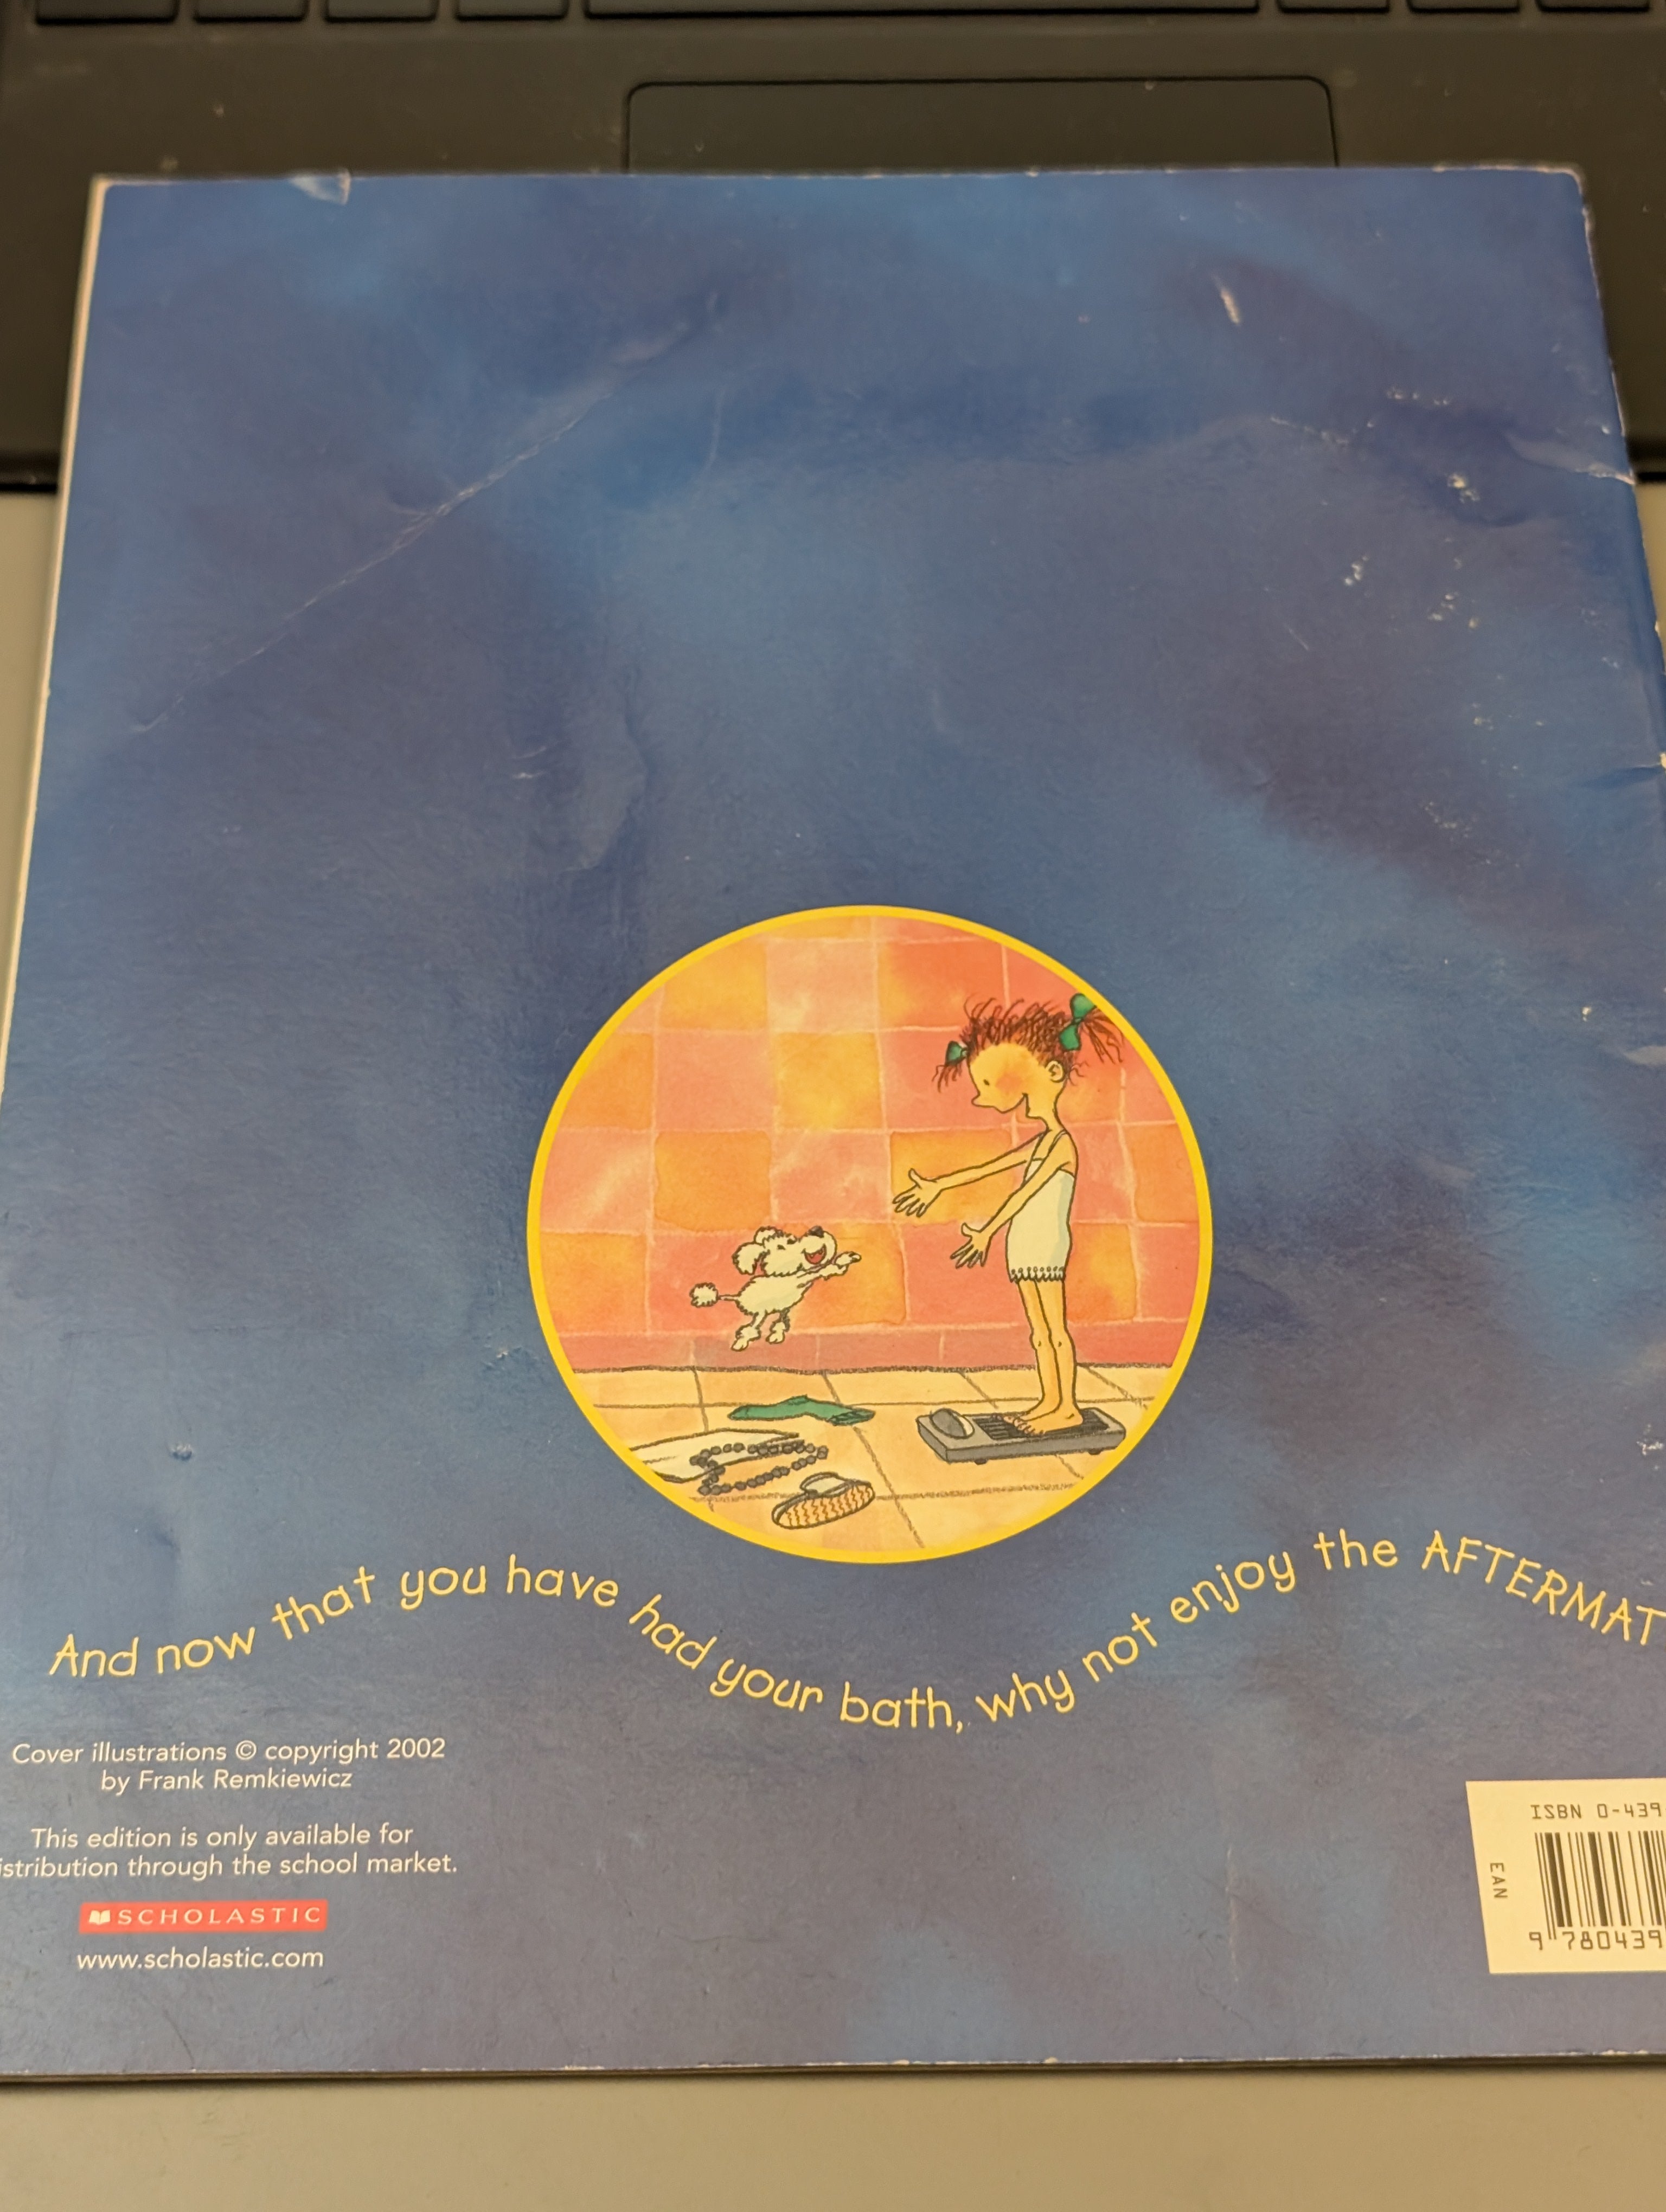 And now that you have had your bath, why not enjoy the AFTERMAT
Cover illustrations © copyright 2002
by Frank Remkiewicz
This edition is only available for
istribution through the school market.
SCHOLASTIC
www.scholastic.com
ISBN 0-439
EAN
9 780439